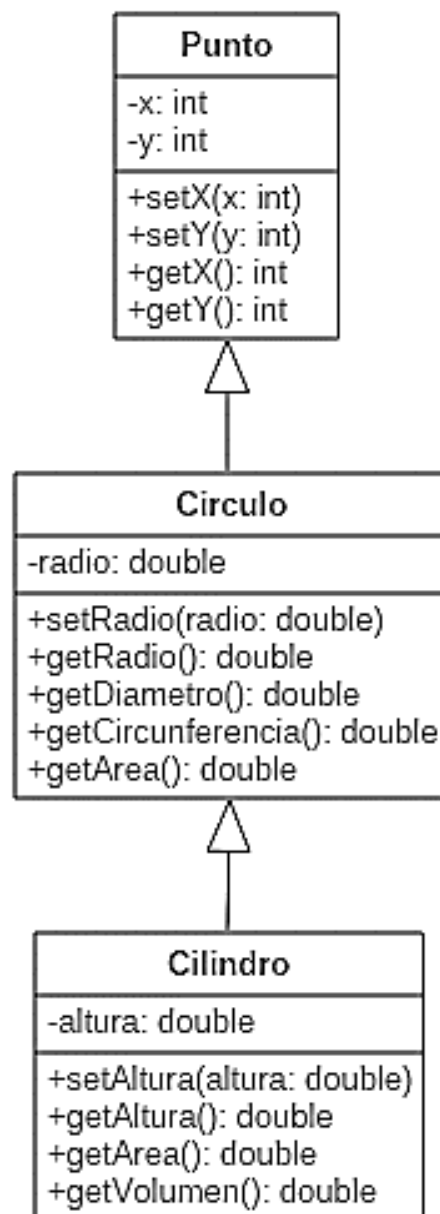 Punto
-x: int
-y: int
+setX(x: int)
+setY(y: int)
+getX(): int
+getY(): int
Circulo
-radio: double
+setRadio(radio: double)
+getRadio(): double
+getDiametro(): double
+getCircunferencia(): double
+getArea(): double
Cilindro
-altura: double
+setAltura(altura: double)
+getAltura(): double
+getArea(): double
+getVolumen(): double